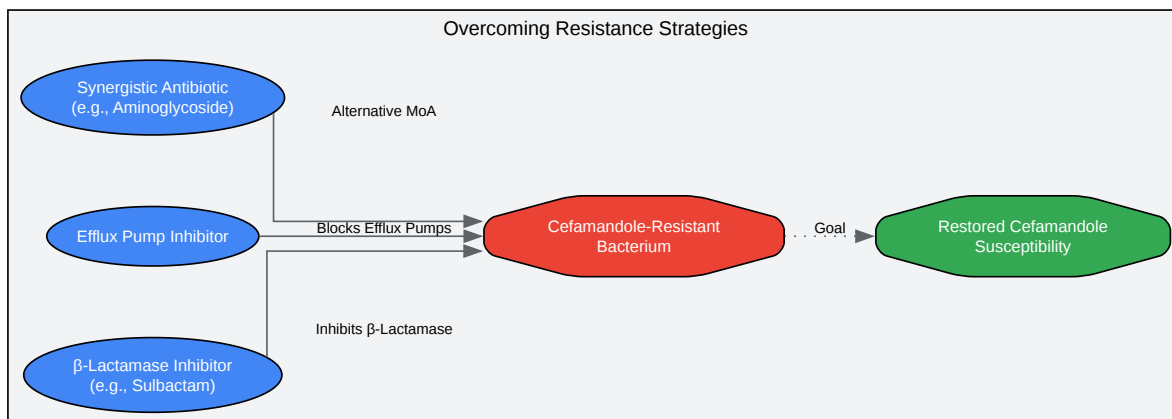 Overcoming Resistance Strategies
Synergistic Antibiotic
(e.g., Aminoglycoside)
Alternative MoA
Efflux Pump Inhibitor
Blocks Efflux Pumps
Cefamandole-Resistant
Bacterium
Goal
Restored Cefamandole
Susceptibility
Inhibits β-Lactamase
β-Lactamase Inhibitor
(e.g., Sulbactam)